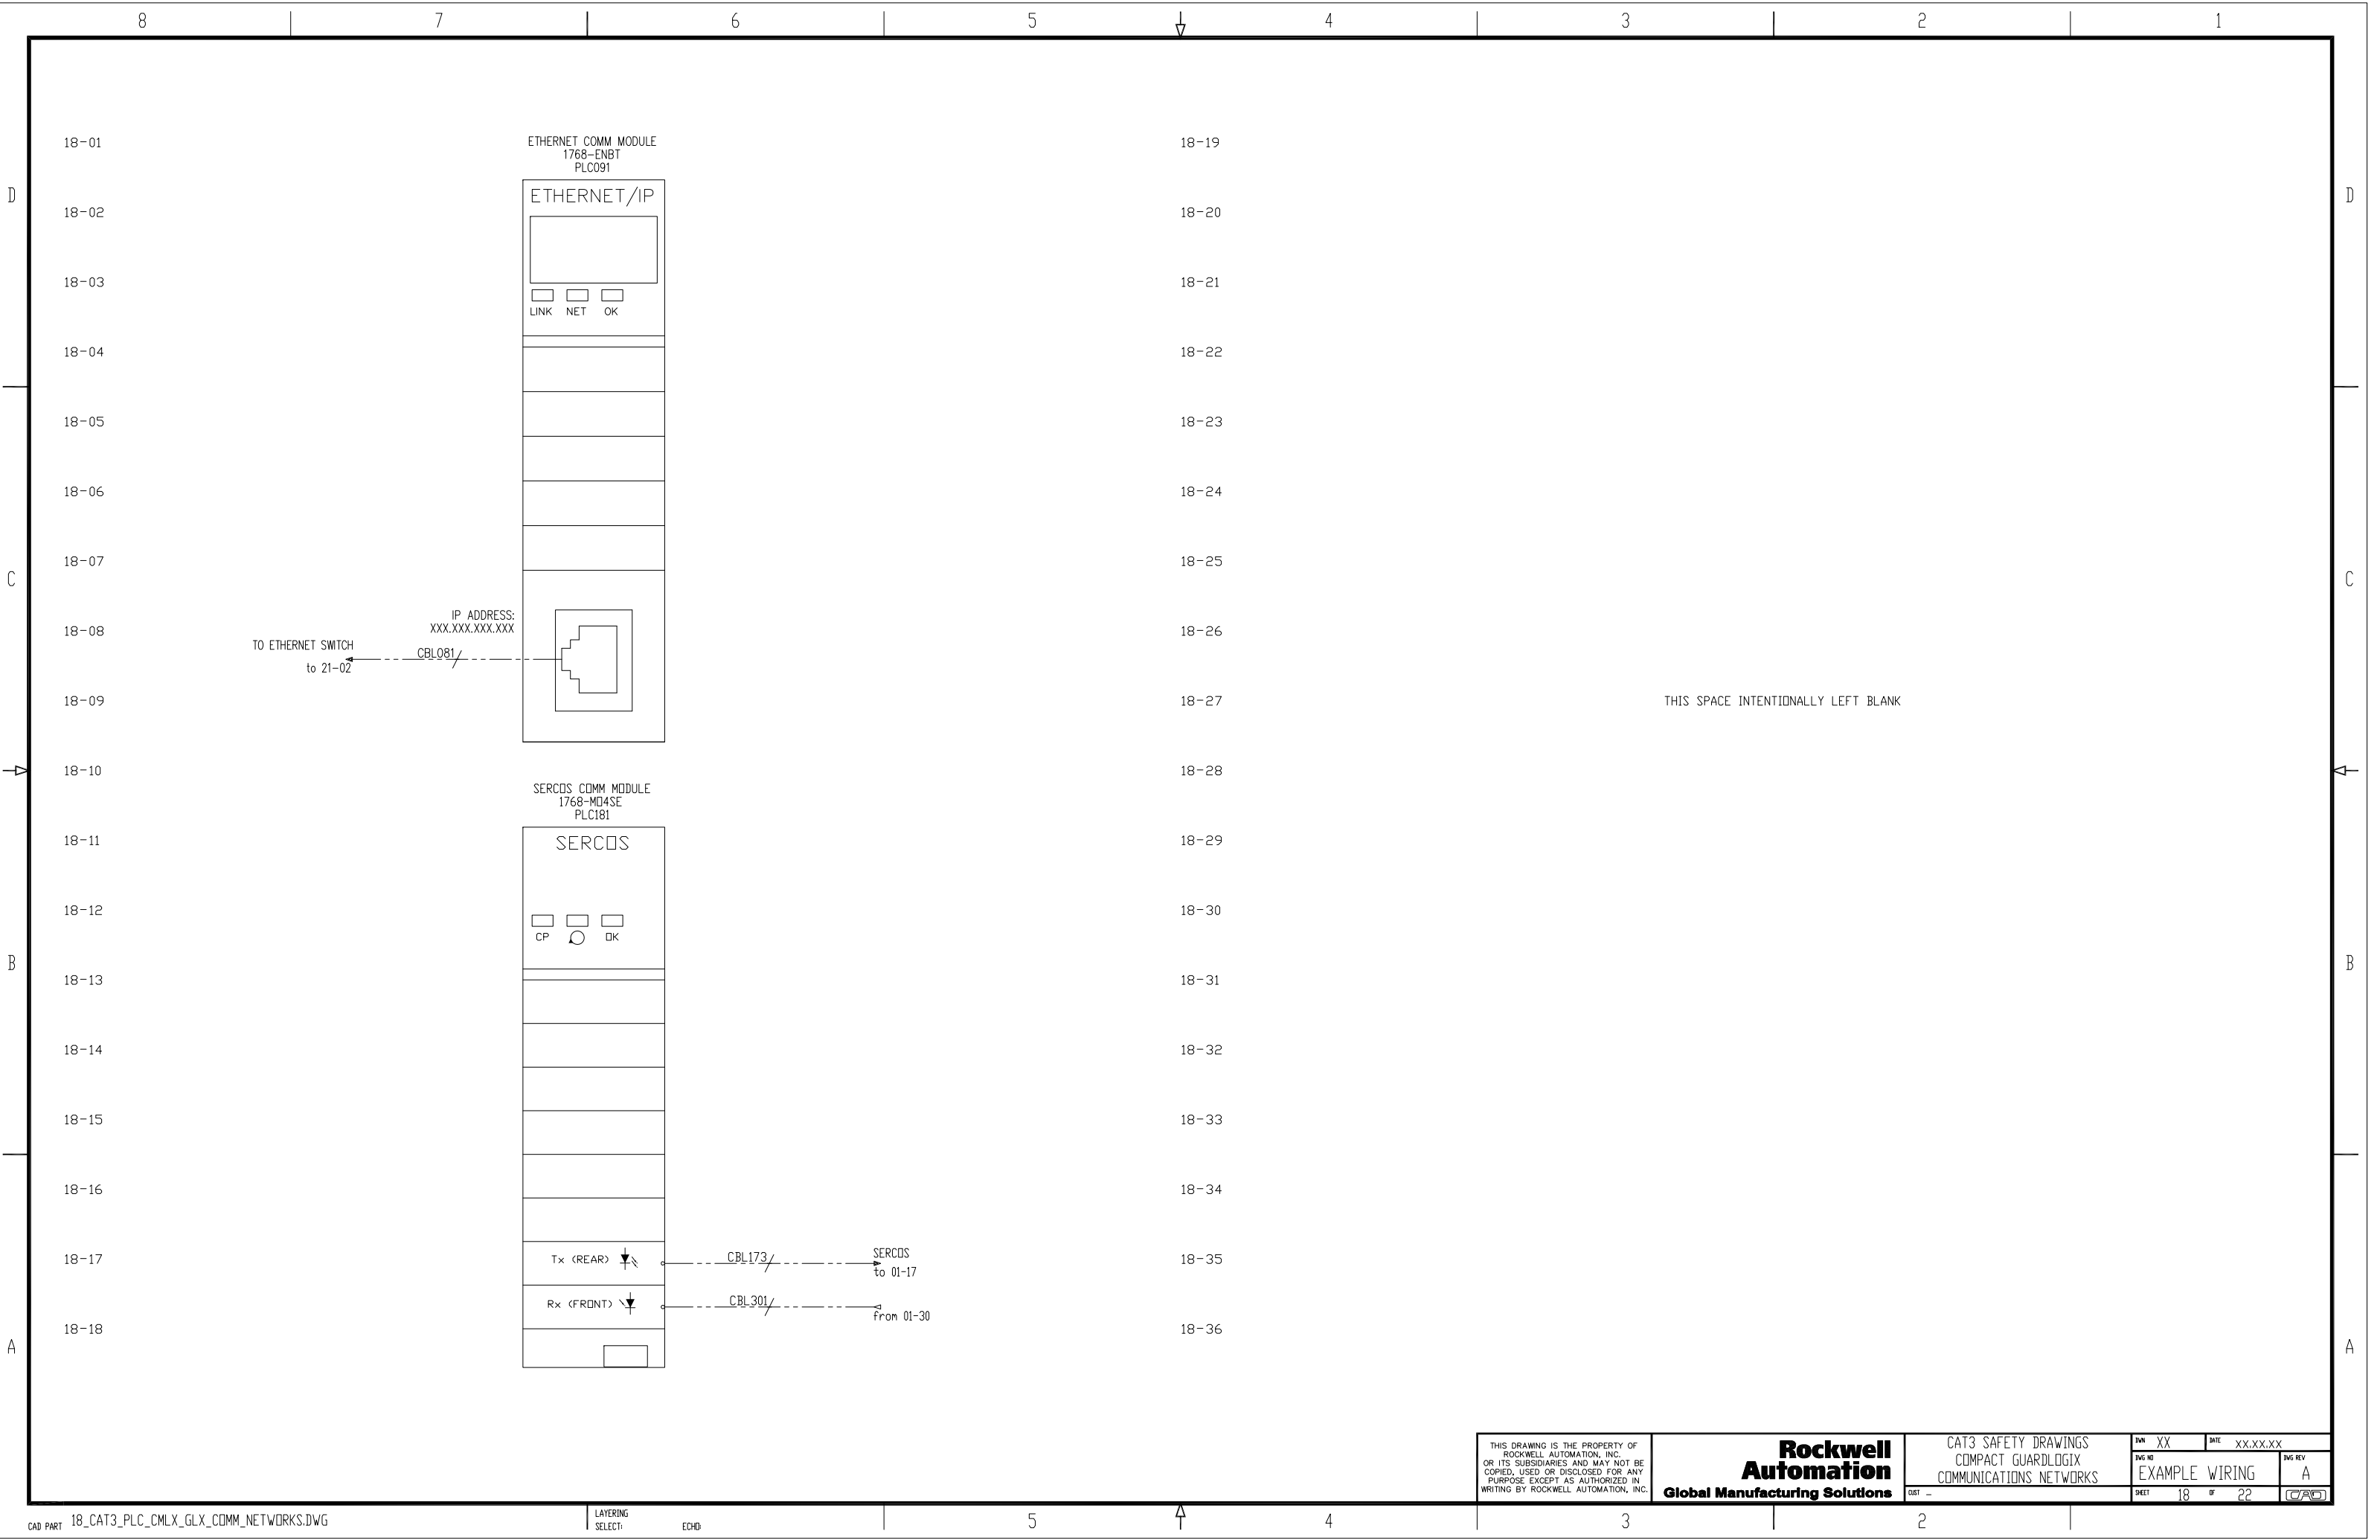 8 7 6 5 4 3 2 1
18-01
18-02
18-03
18-04
18-05
18-06
18-07
18-08
18-09
18-10
18-11
18-12
18-13
18-14
18-15
18-16
18-17
18-18
D
C
B
A
ETHERNET COMM MODULE
1768-ENBT
PLC091
ETHERNET/IP
LINK NET OK
IP ADDRESS:
XXX.XXX.XXX.XXX
TO ETHERNET SWITCH
to 21-02
CBL081
SERCOS COMM MODULE
1768-M04SE
PLC181
SERCOS
CP OK
Tx (REAR)
CBL173
SERCOS
to 01-17
Rx (FRONT)
CBL301
from 01-30
18-19
18-20
18-21
18-22
18-23
18-24
18-25
18-26
18-27
18-28
18-29
18-30
18-31
18-32
18-33
18-34
18-35
18-36
THIS SPACE INTENTIONALLY LEFT BLANK
D
C
B
A
THIS DRAWING IS THE PROPERTY OF
ROCKWELL AUTOMATION, INC.
OR ITS SUBSIDIARIES AND MAY NOT BE
COPIED, USED OR DISCLOSED FOR ANY
PURPOSE EXCEPT AS AUTHORIZED IN
WRITING BY ROCKWELL AUTOMATION, INC.
Rockwell
Automation
Global Manufacturing Solutions
CAT3 SAFETY DRAWINGS
COMPACT GUARDLOGIX
COMMUNICATIONS NETWORKS
CUST -
DWN XX
DATE XX.XX.XX
DWG NO
EXAMPLE WIRING
DWG REV
A
SHEET 18 OF 22
CAD
CAD PART 18_CAT3_PLC_CMLX_GLX_COMM_NETWORKS.DWG
LAYERING
SELECT: ECHO:
5 3 2